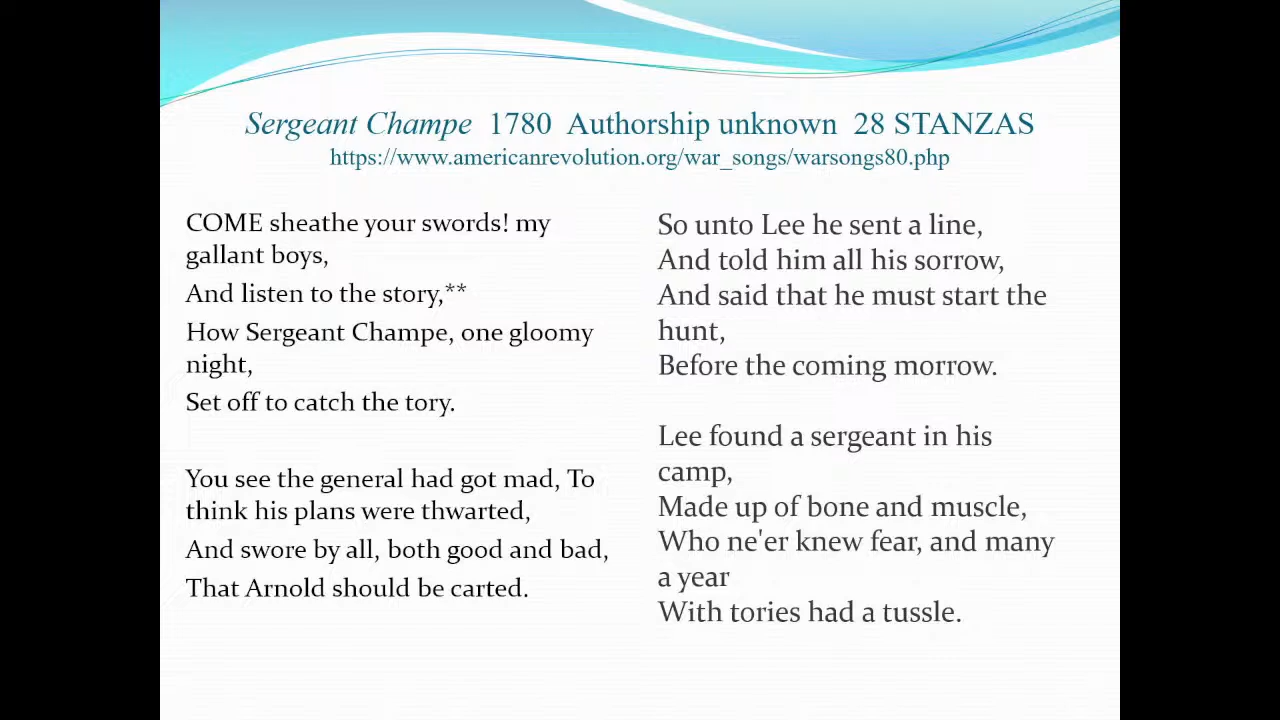 Sergeant Champe 1780 Authorship unknown 28 STANZAS
https://www.americanrevolution.org/war_songs/warsongs80.php
COME sheathe your swords! my
gallant boys,
And listen to the story,**
How Sergeant Champe, one gloomy
night,
Set off to catch the tory.
You see the general had got mad, To
think his plans were thwarted,
And swore by all, both good and bad,
That Arnold should be carted.
So unto Lee he sent a line,
And told him all his sorrow,
And said that he must start the
hunt,
Before the coming morrow.
Lee found a sergeant in his
camp,
Made up of bone and muscle,
Who ne'er knew fear, and many
a year
With tories had a tussle.